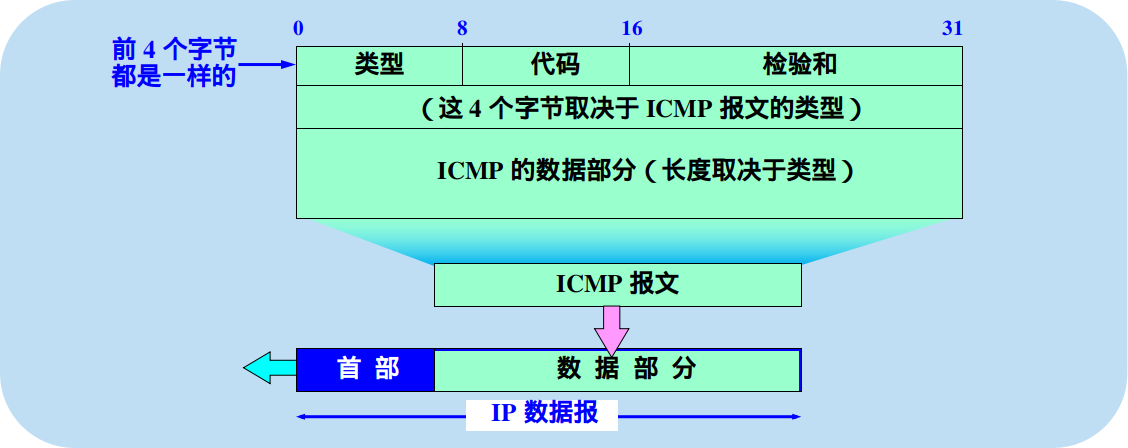 0 8 16 31
前 4 个字节
都是一样的
类型 代码 检验和
（这 4 个字节取决于 ICMP 报文的类型）
ICMP 的数据部分（长度取决于类型）
ICMP 报文
首 部 数 据 部 分
IP 数据报